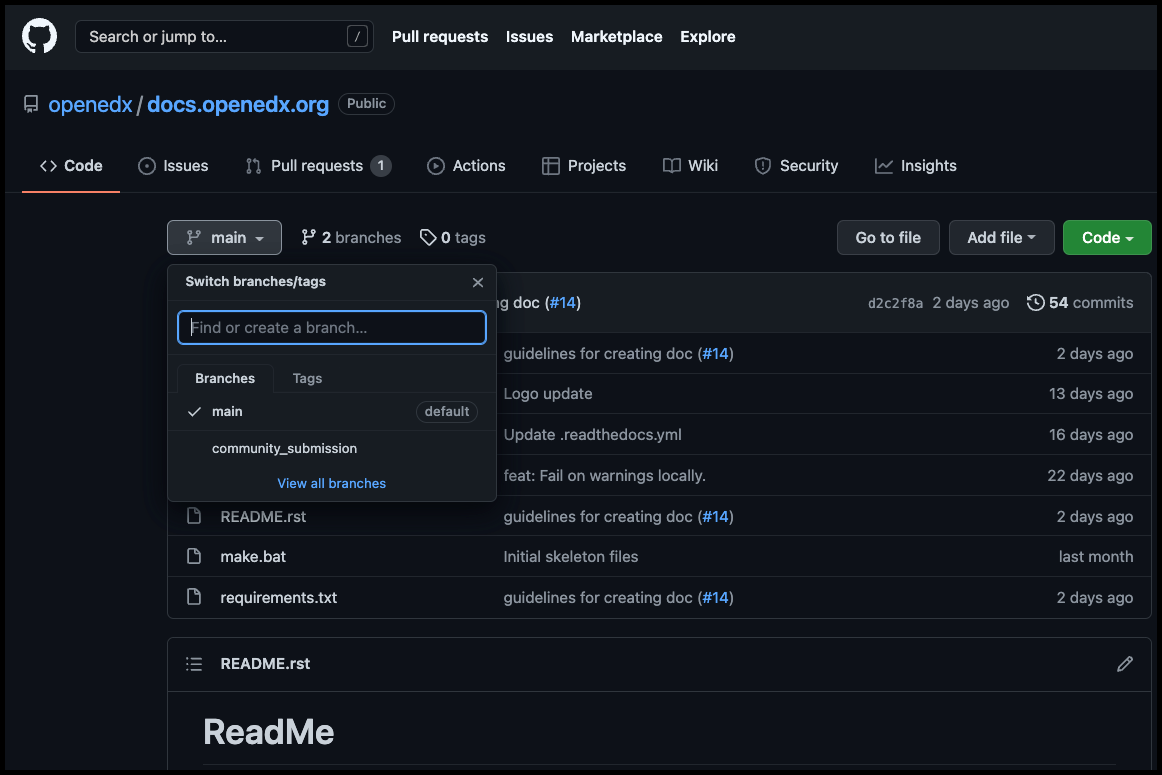 Search or jump to... /
Pull requests Issues Marketplace Explore
openedx / docs.openedx.org Public
Code Issues Pull requests 1 Actions Projects Wiki Security Insights
main 2 branches 0 tags Go to file Add file Code
Switch branches/tags
Find or create a branch...
Branches Tags
main default
community_submission
View all branches
doc (#14) d2c2f8a 2 days ago 54 commits
guidelines for creating doc (#14) 2 days ago
Logo update 13 days ago
Update .readthedocs.yml 16 days ago
feat: Fail on warnings locally. 22 days ago
README.rst guidelines for creating doc (#14) 2 days ago
make.bat Initial skeleton files last month
requirements.txt guidelines for creating doc (#14) 2 days ago
README.rst
ReadMe